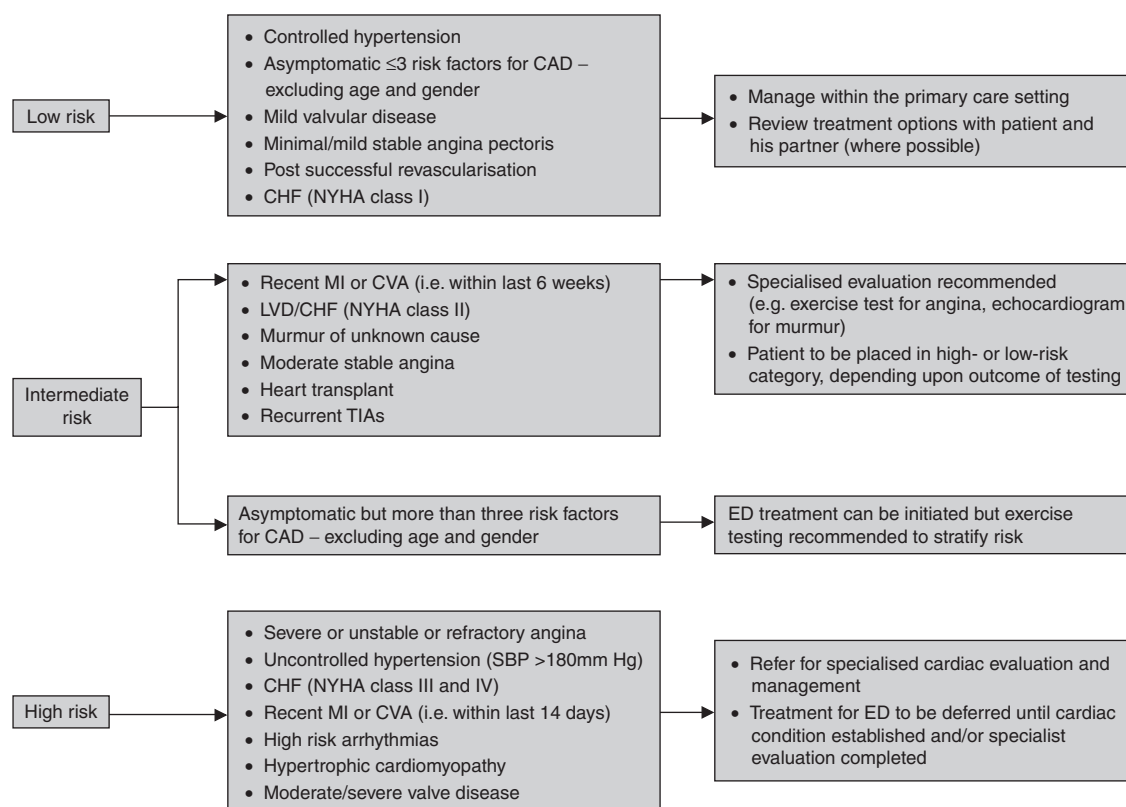 Low risk
• Controlled hypertension
• Asymptomatic ≤3 risk factors for CAD –
excluding age and gender
• Mild valvular disease
• Minimal/mild stable angina pectoris
• Post successful revascularisation
• CHF (NYHA class I)
• Manage within the primary care setting
• Review treatment options with patient and
his partner (where possible)
Intermediate
risk
• Recent MI or CVA (i.e. within last 6 weeks)
• LVD/CHF (NYHA class II)
• Murmur of unknown cause
• Moderate stable angina
• Heart transplant
• Recurrent TIAs
• Specialised evaluation recommended
(e.g. exercise test for angina, echocardiogram
for murmur)
• Patient to be placed in high- or low-risk
category, depending upon outcome of testing
Asymptomatic but more than three risk factors
for CAD – excluding age and gender
ED treatment can be initiated but exercise
testing recommended to stratify risk
High risk
• Severe or unstable or refractory angina
• Uncontrolled hypertension (SBP >180mm Hg)
• CHF (NYHA class III and IV)
• Recent MI or CVA (i.e. within last 14 days)
• High risk arrhythmias
• Hypertrophic cardiomyopathy
• Moderate/severe valve disease
• Refer for specialised cardiac evaluation and
management
• Treatment for ED to be deferred until cardiac
condition established and/or specialist
evaluation completed